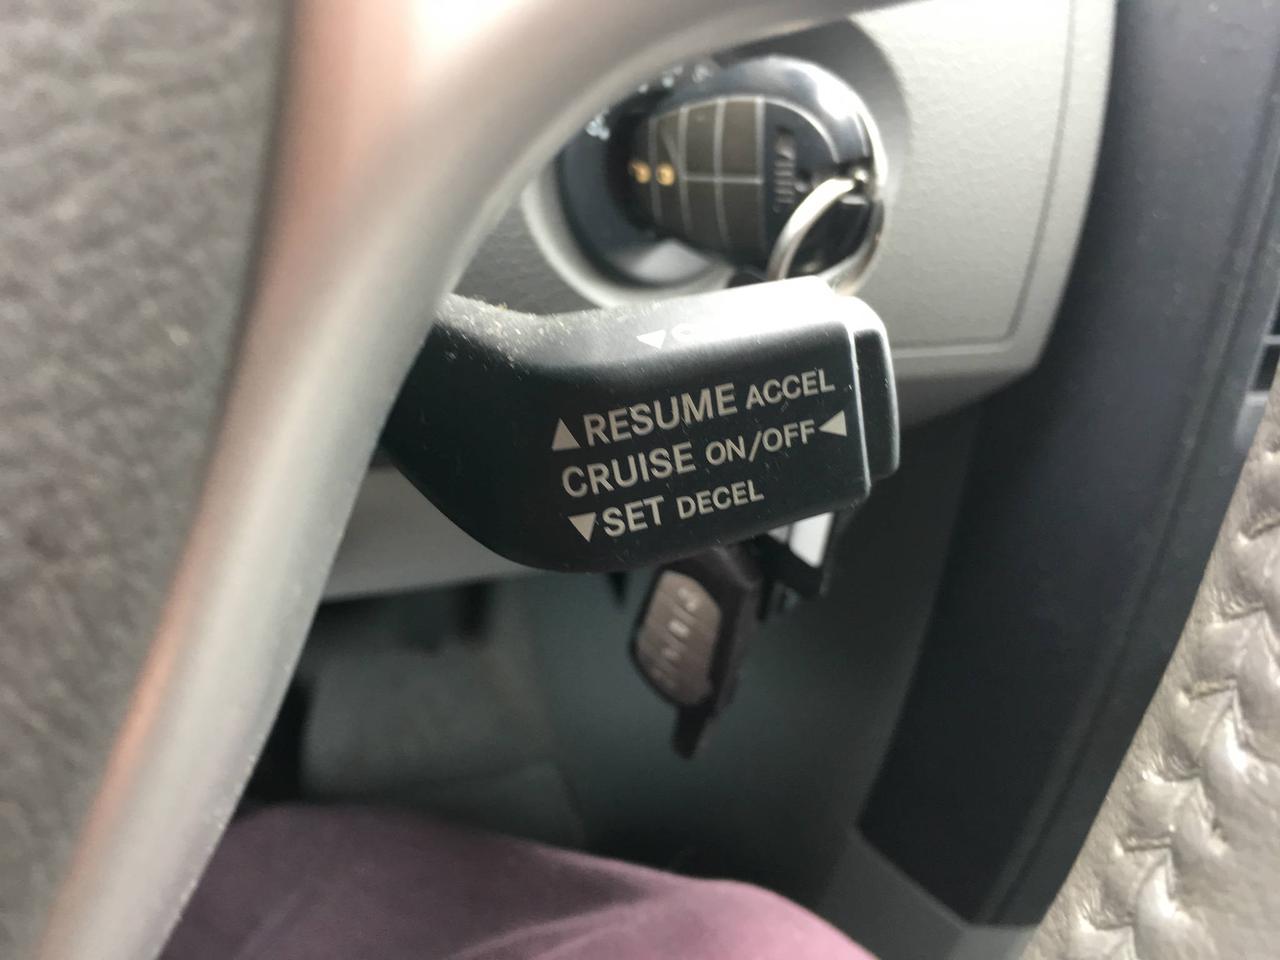 ▲RESUME ACCEL
CRUISE ON/OFF◀
▼SET DECEL